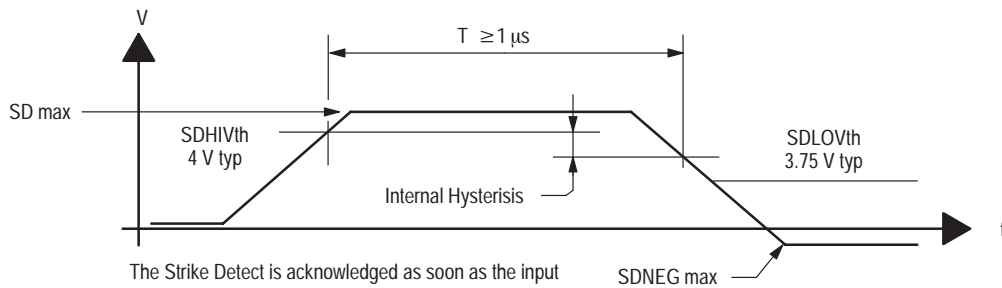 V
T ≥1 μs
SD max
SDHIVth
4 V typ
SDLOVth
3.75 V typ
Internal Hysterisis
t
The Strike Detect is acknowledged as soon as the input
SDNEG max